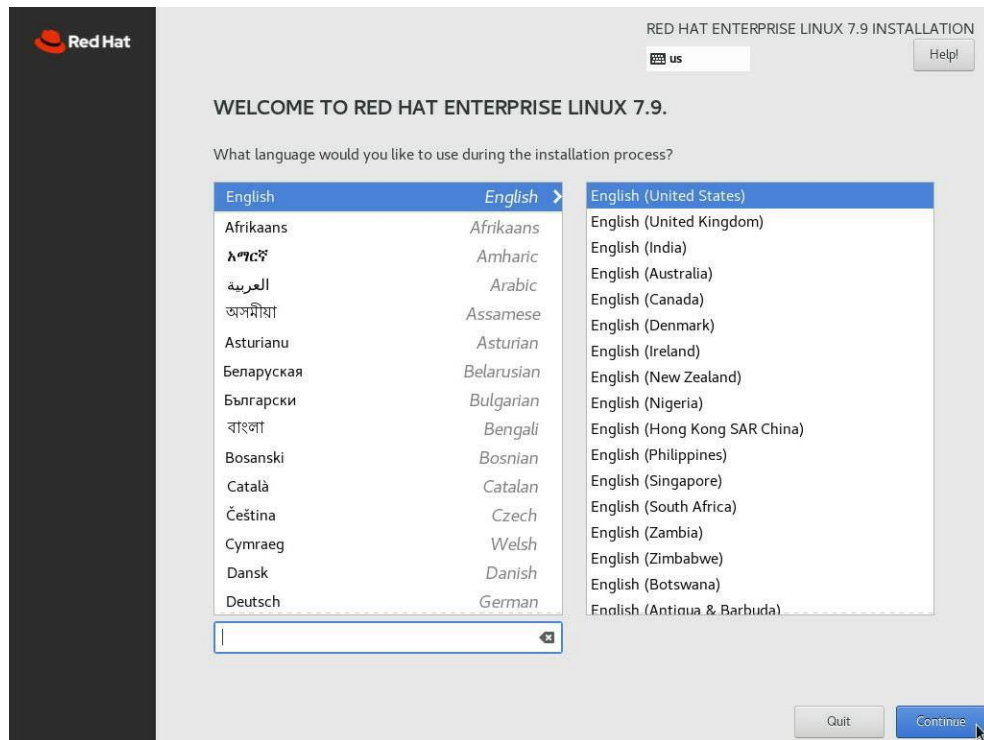 Red Hat
RED HAT ENTERPRISE LINUX 7.9 INSTALLATION
us
Help!
WELCOME TO RED HAT ENTERPRISE LINUX 7.9.
What language would you like to use during the installation process?
English English
Afrikaans Afrikaans
አማርኛ Amharic
العربية Arabic
অসমীয়া Assamese
Asturianu Asturian
Беларуская Belarusian
Български Bulgarian
বাংলা Bengali
Bosanski Bosnian
Català Catalan
Čeština Czech
Cymraeg Welsh
Dansk Danish
Deutsch German
English (United States)
English (United Kingdom)
English (India)
English (Australia)
English (Canada)
English (Denmark)
English (Ireland)
English (New Zealand)
English (Nigeria)
English (Hong Kong SAR China)
English (Philippines)
English (Singapore)
English (South Africa)
English (Zambia)
English (Zimbabwe)
English (Botswana)
English (Antigua & Barbuda)
Quit
Continue